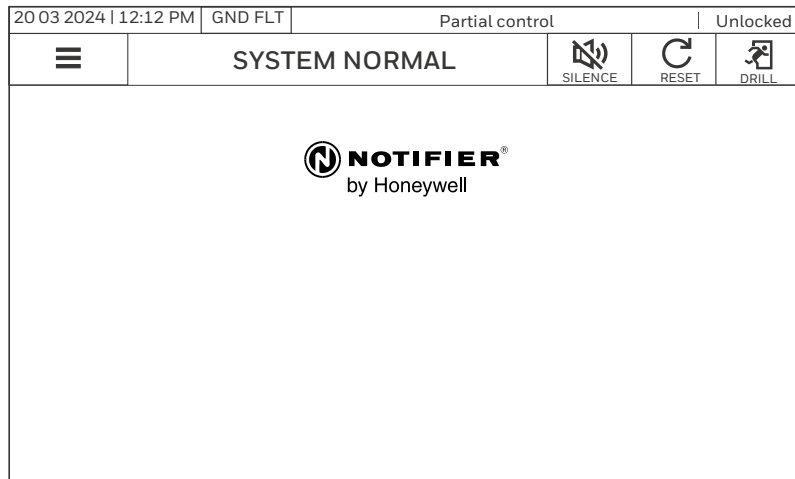 20 03 2024 | 12:12 PM GND FLT Partial control | Unlocked
SYSTEM NORMAL
SILENCE RESET DRILL
NOTIFIER®
by Honeywell